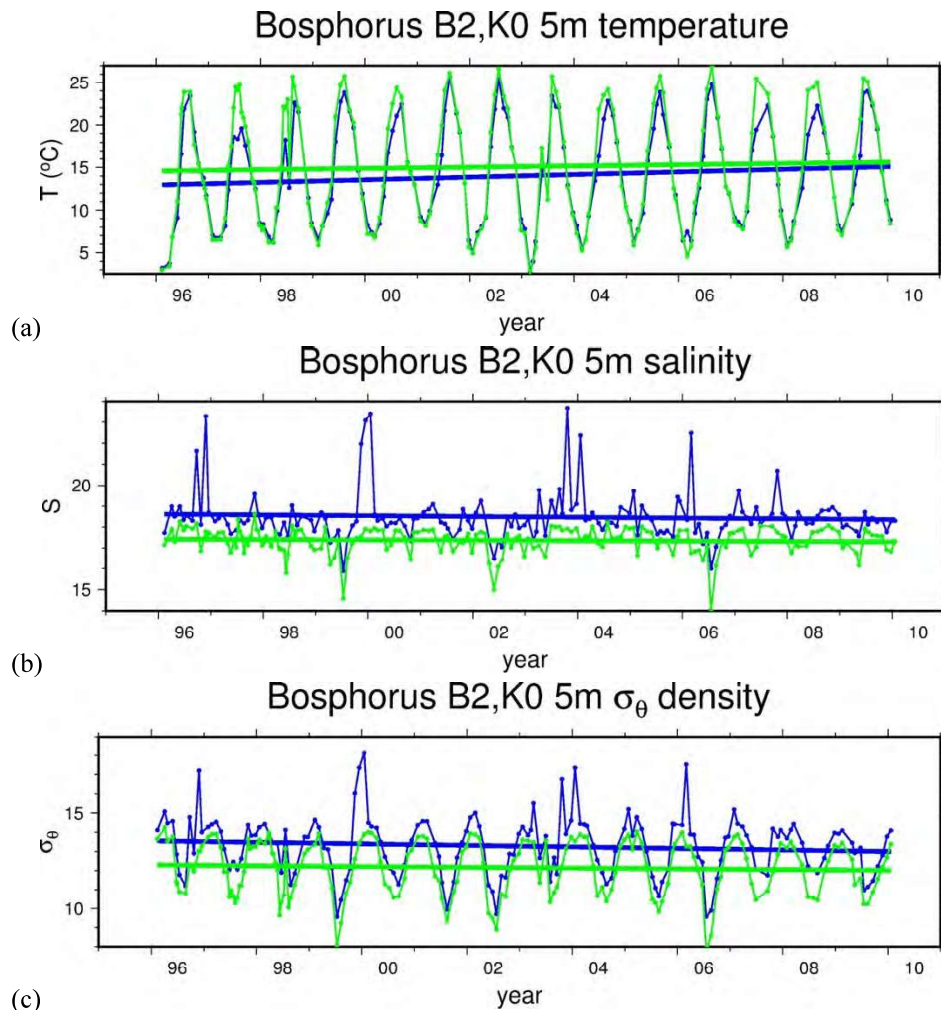 Bosphorus B2,K0 5m temperature
T (ºC)
25
20
15
10
5
96 98 00 02 04 06 08 10
year
(a)
Bosphorus B2,K0 5m salinity
S
20
15
96 98 00 02 04 06 08 10
year
(b)
Bosphorus B2,K0 5m σθ density
σθ
15
10
96 98 00 02 04 06 08 10
year
(c)